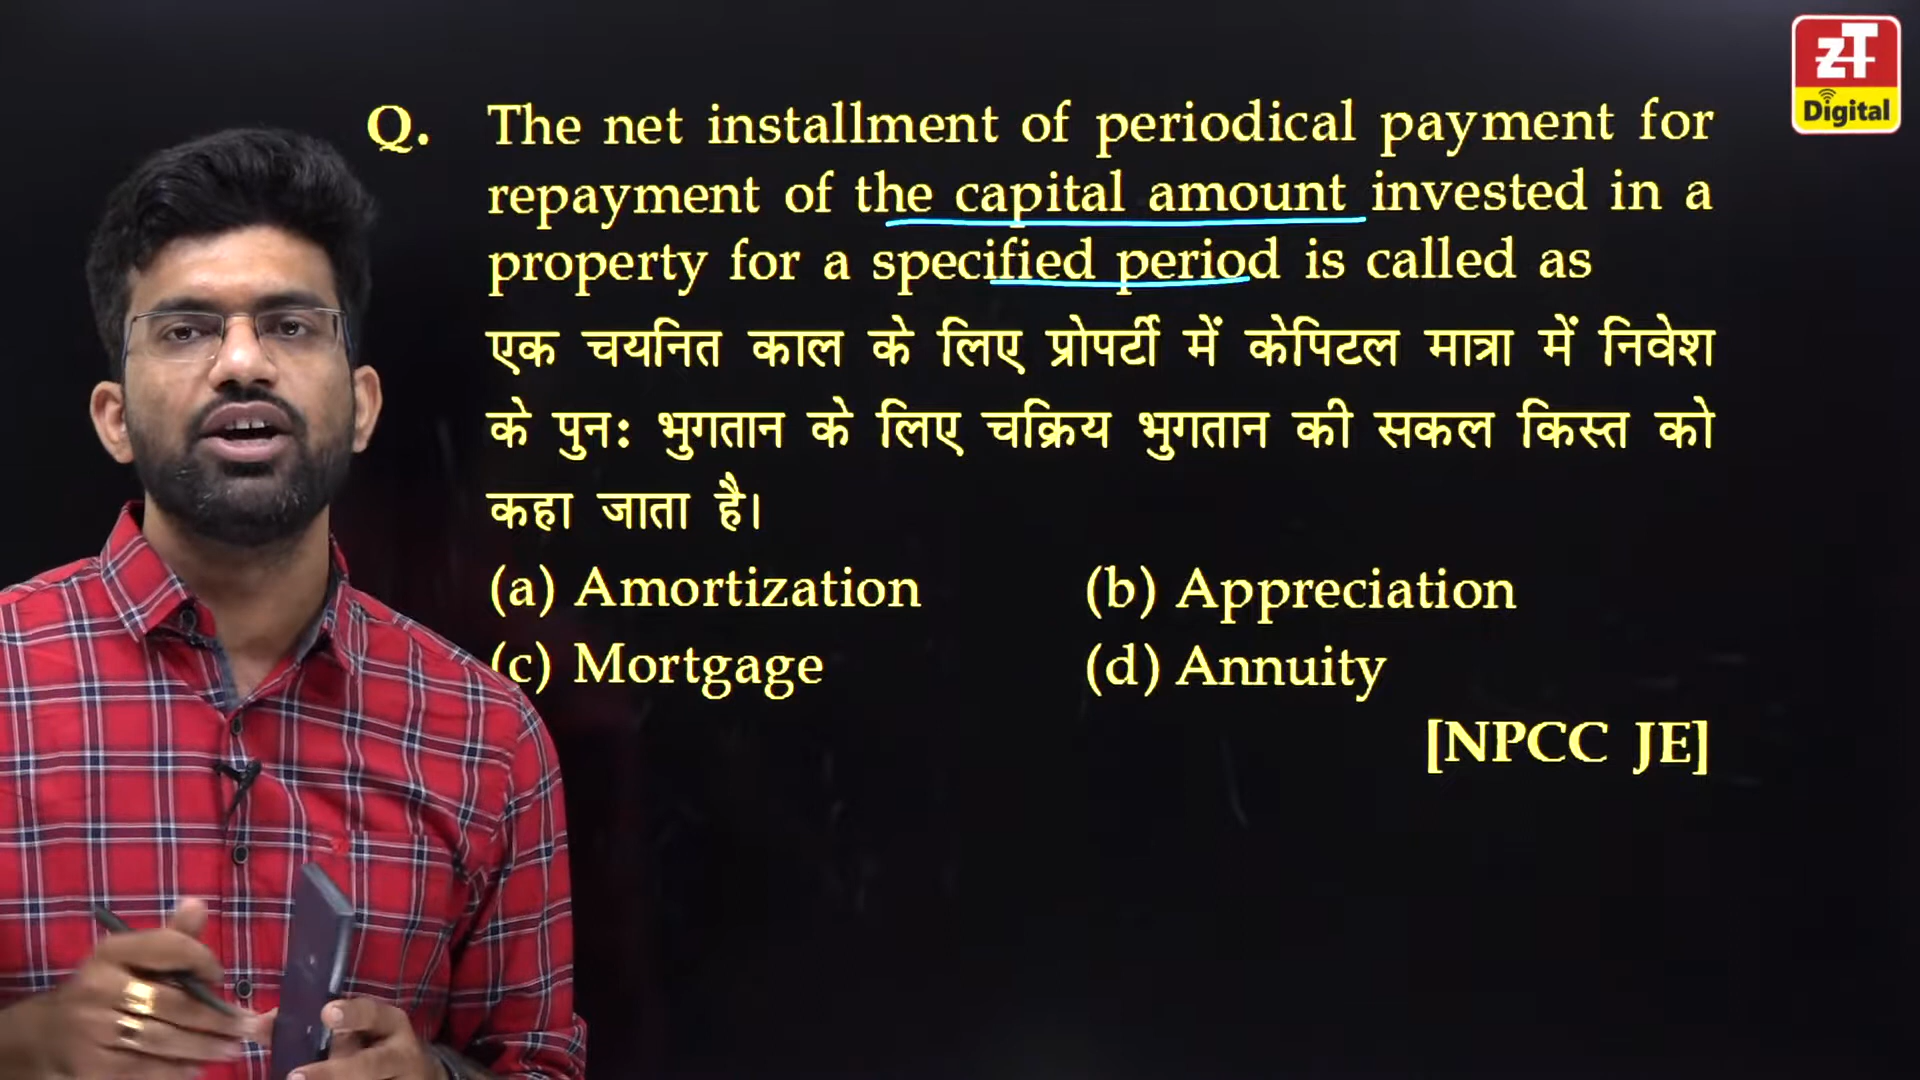 zT
Digital
Q. The net installment of periodical payment for
repayment of the capital amount invested in a
property for a specified period is called as
एक चयनित काल के लिए प्रोपर्टी में केपिटल मात्रा में निवेश
के पुनः भुगतान के लिए चक्रिय भुगतान की सकल किस्त को
कहा जाता है।
(a) Amortization (b) Appreciation
(c) Mortgage (d) Annuity
[NPCC JE]